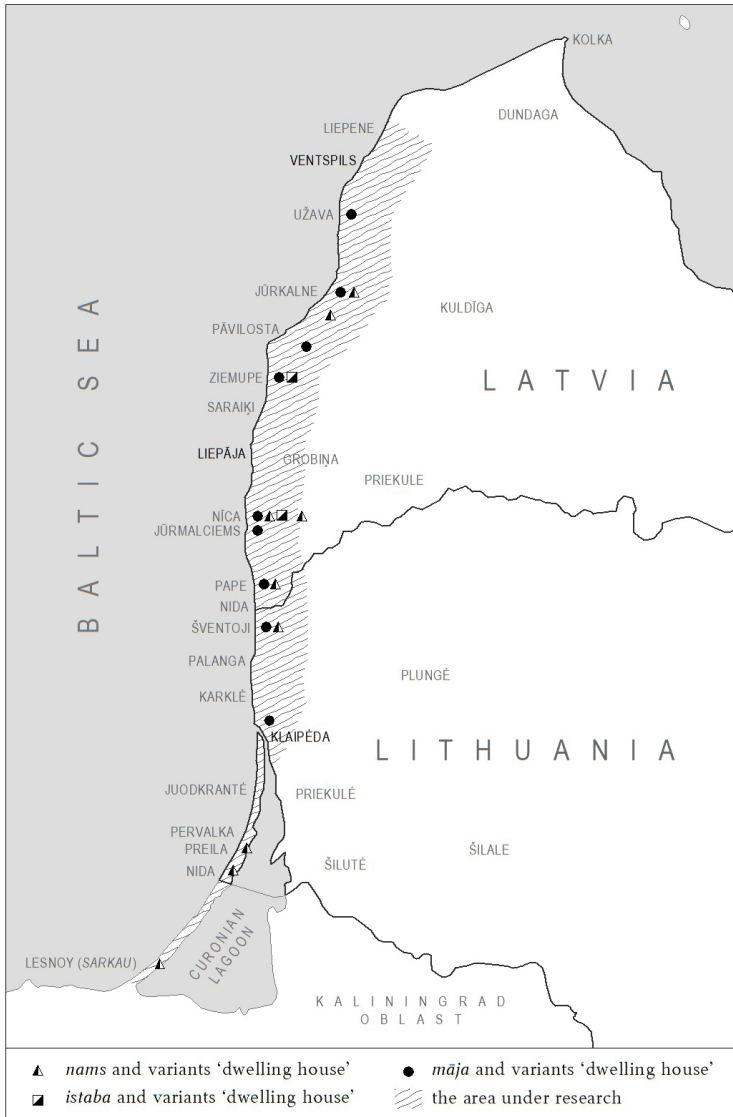 KOLKA
DUNDAGA
LIEPENE
VENTSPILS
UŽAVA
JŪRKALNE
KULDĪGA
PĀVILOSTA
ZIEMUPE
LATVIA
SARAIĶI
BALTIC SEA
LIEPĀJA
GROBIŅA
PRIEKULE
NĪCA
JŪRMALCIEMS
PAPE
NIDA
ŠVENTOJI
PALANGA
PLUNGĖ
KARKLĖ
KLAIPĖDA
LITHUANIA
JUODKRANTĖ
PRIEKULĖ
PERVALKA
PREILA
ŠILALE
NIDA
ŠILUTĖ
CURONIAN
LAGOON
LESNOY (SARKAU)
KALININGRAD
OBLAST
nams and variants ‘dwelling house’
māja and variants ‘dwelling house’
istaba and variants ‘dwelling house’
the area under research